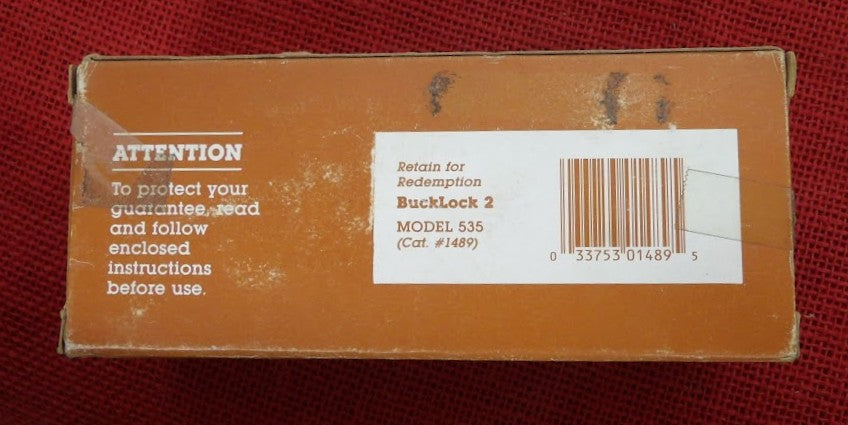 ATTENTION
To protect your
guarantee, read
and follow
enclosed
instructions
before use.
Retain for
Redemption
BuckLock 2
MODEL 535
(Cat. #1489)
0 33753 01489 5